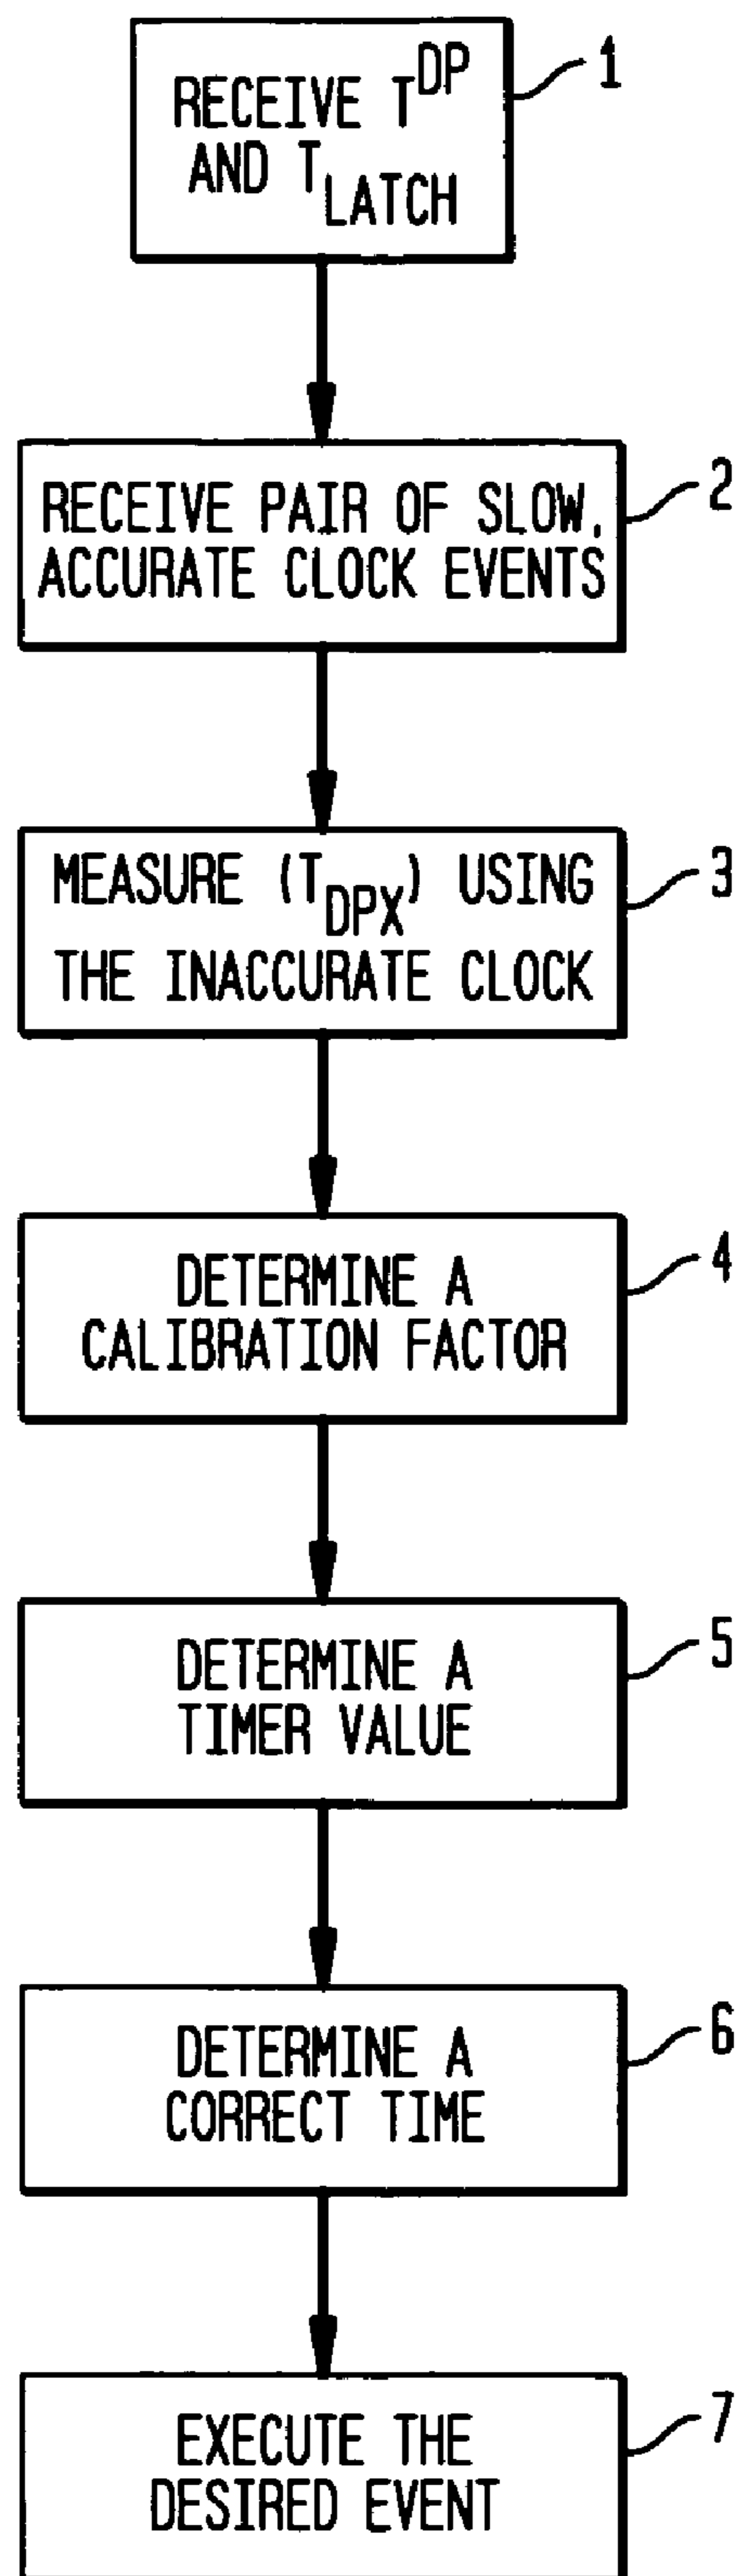 RECEIVE T^DP
AND T_LATCH
1
RECEIVE PAIR OF SLOW,
ACCURATE CLOCK EVENTS
2
MEASURE (T_DPX) USING
THE INACCURATE CLOCK
3
DETERMINE A
CALIBRATION FACTOR
4
DETERMINE A
TIMER VALUE
5
DETERMINE A
CORRECT TIME
6
EXECUTE THE
DESIRED EVENT
7